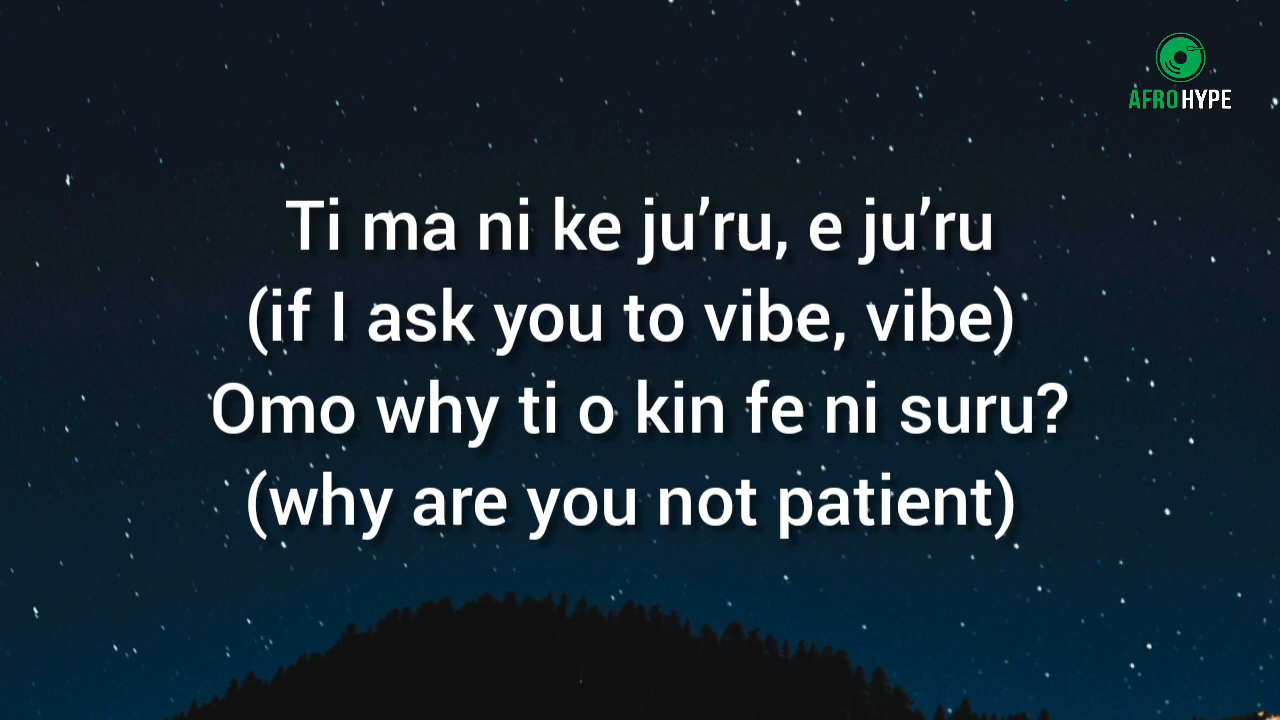 AFROHYPE
Ti ma ni ke ju’ru, e ju’ru
(if I ask you to vibe, vibe)
Omo why ti o kin fe ni suru?
(why are you not patient)